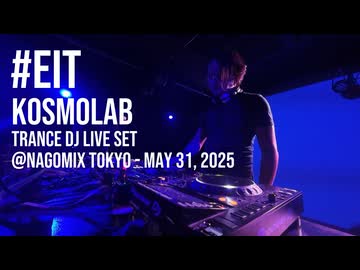 #EIT
KOSMOLAB
TRANCE DJ LIVE SET
@NAGOMIX TOKYO - MAY 31, 2025